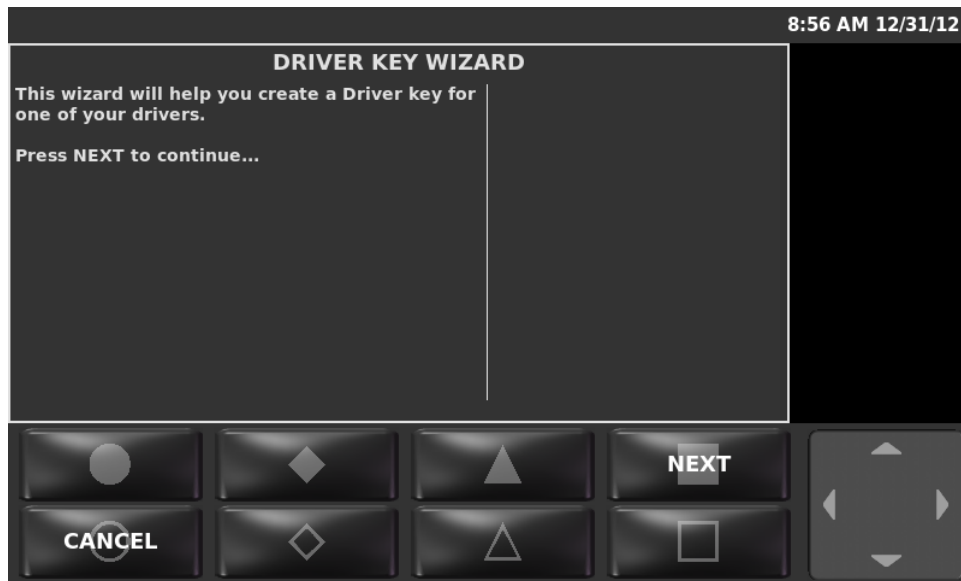 8:56 AM 12/31/12
DRIVER KEY WIZARD
This wizard will help you create a Driver key for
one of your drivers.
Press NEXT to continue...
NEXT
CANCEL